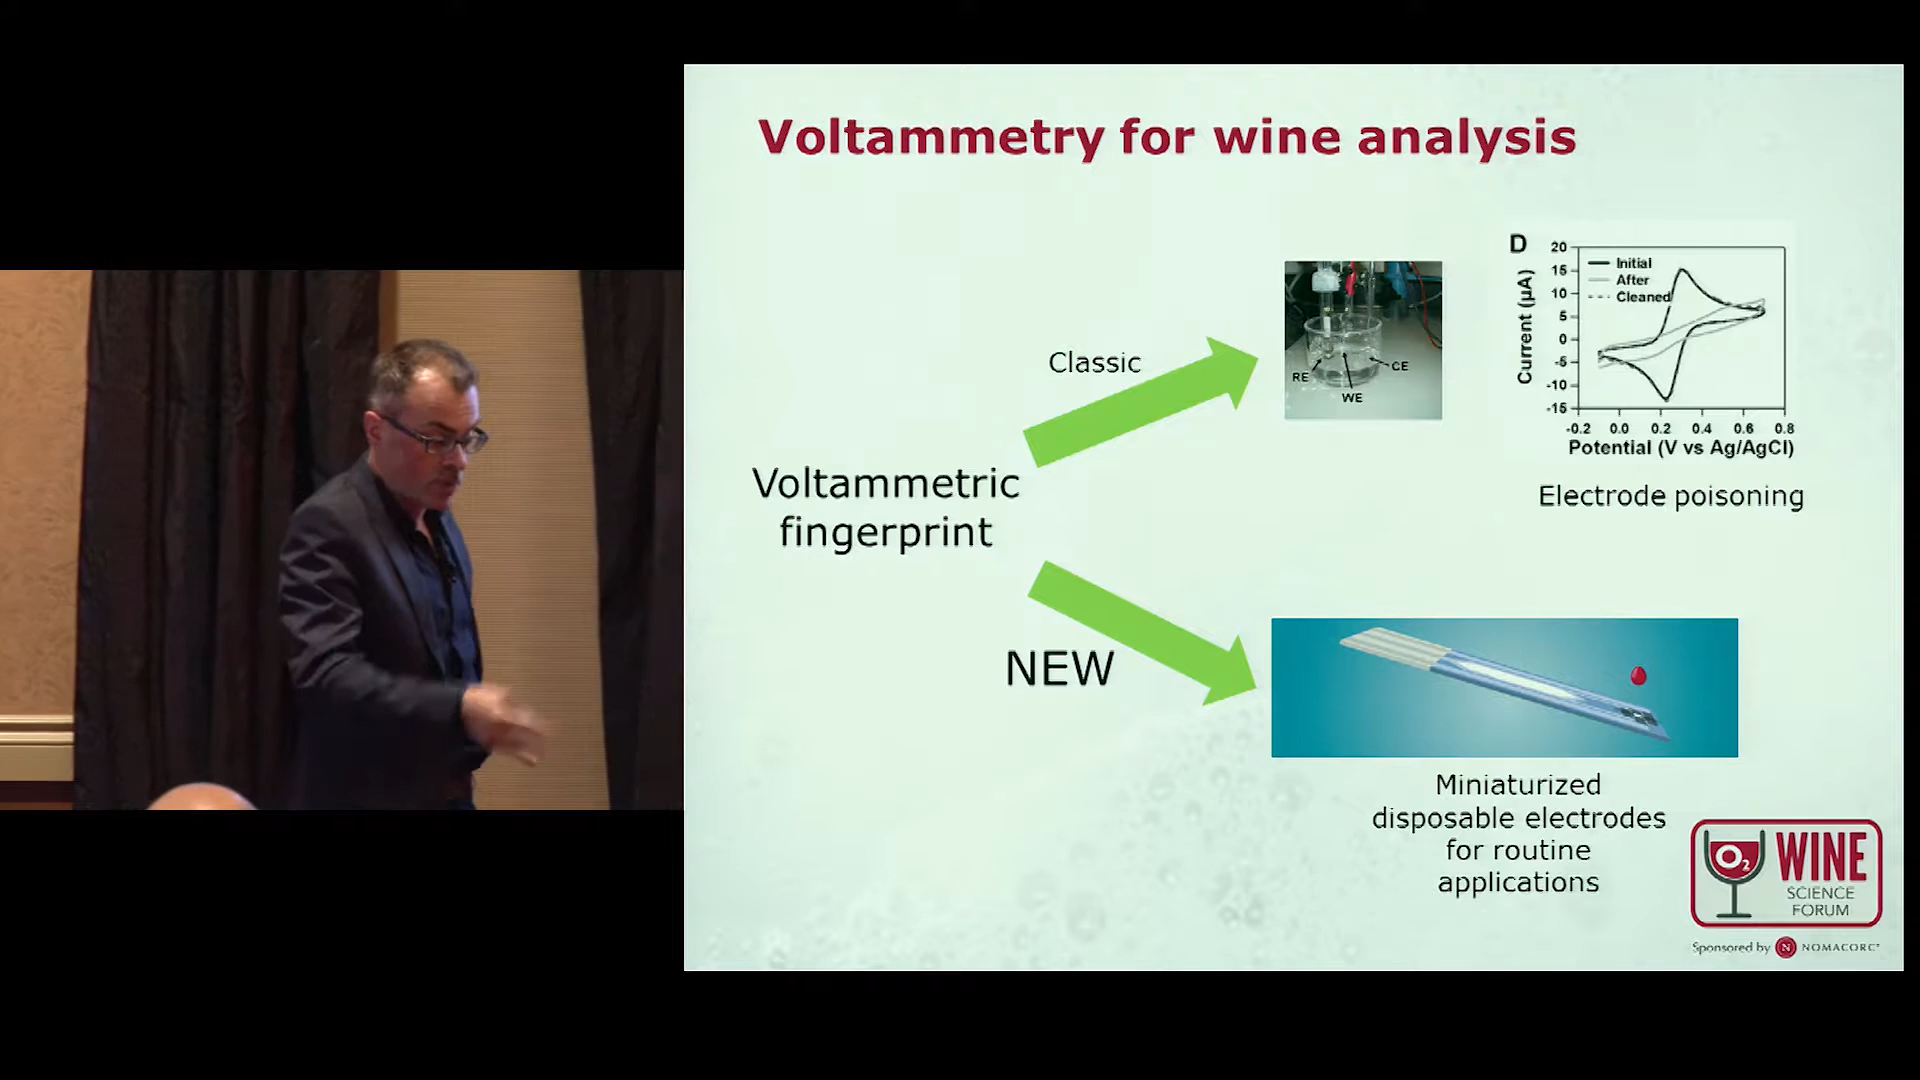 Voltammetry for wine analysis
Classic
RE
WE
CE
D
20
15
10
5
0
-5
-10
-15
Current (µA)
Initial
After
Cleaned
-0.2 0.0 0.2 0.4 0.6 0.8
Potential (V vs Ag/AgCl)
Electrode poisoning
Voltammetric
fingerprint
NEW
Miniaturized
disposable electrodes
for routine
applications
O2
WINE
SCIENCE
FORUM
Sponsored by N NOMACORC